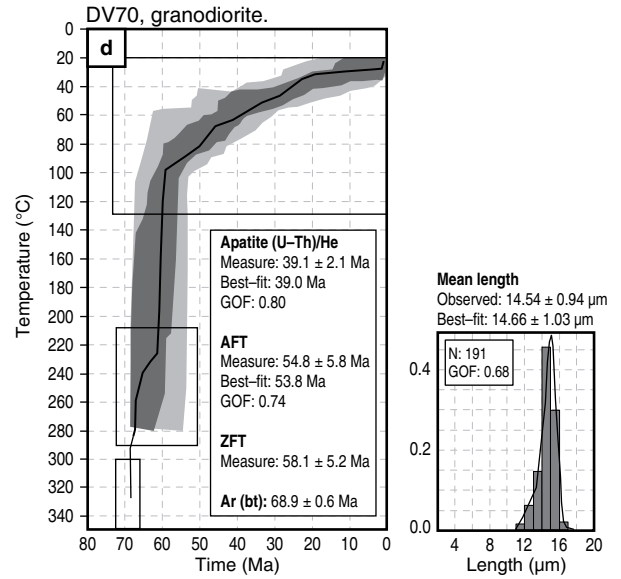 DV70, granodiorite.
d
0
20
40
60
80
100
120
140
160
180
200
220
240
260
280
300
320
340
Temperature (°C)
80 70 60 50 40 30 20 10 0
Time (Ma)
Apatite (U–Th)/He
Measure: 39.1 ± 2.1 Ma
Best–fit: 39.0 Ma
GOF: 0.80
AFT
Measure: 54.8 ± 5.8 Ma
Best–fit: 53.8 Ma
GOF: 0.74
ZFT
Measure: 58.1 ± 5.2 Ma
Ar (bt): 68.9 ± 0.6 Ma
Mean length
Observed: 14.54 ± 0.94 µm
Best–fit: 14.66 ± 1.03 µm
N: 191
GOF: 0.68
0.4
0.2
0.0
4 8 12 16 20
Length (µm)